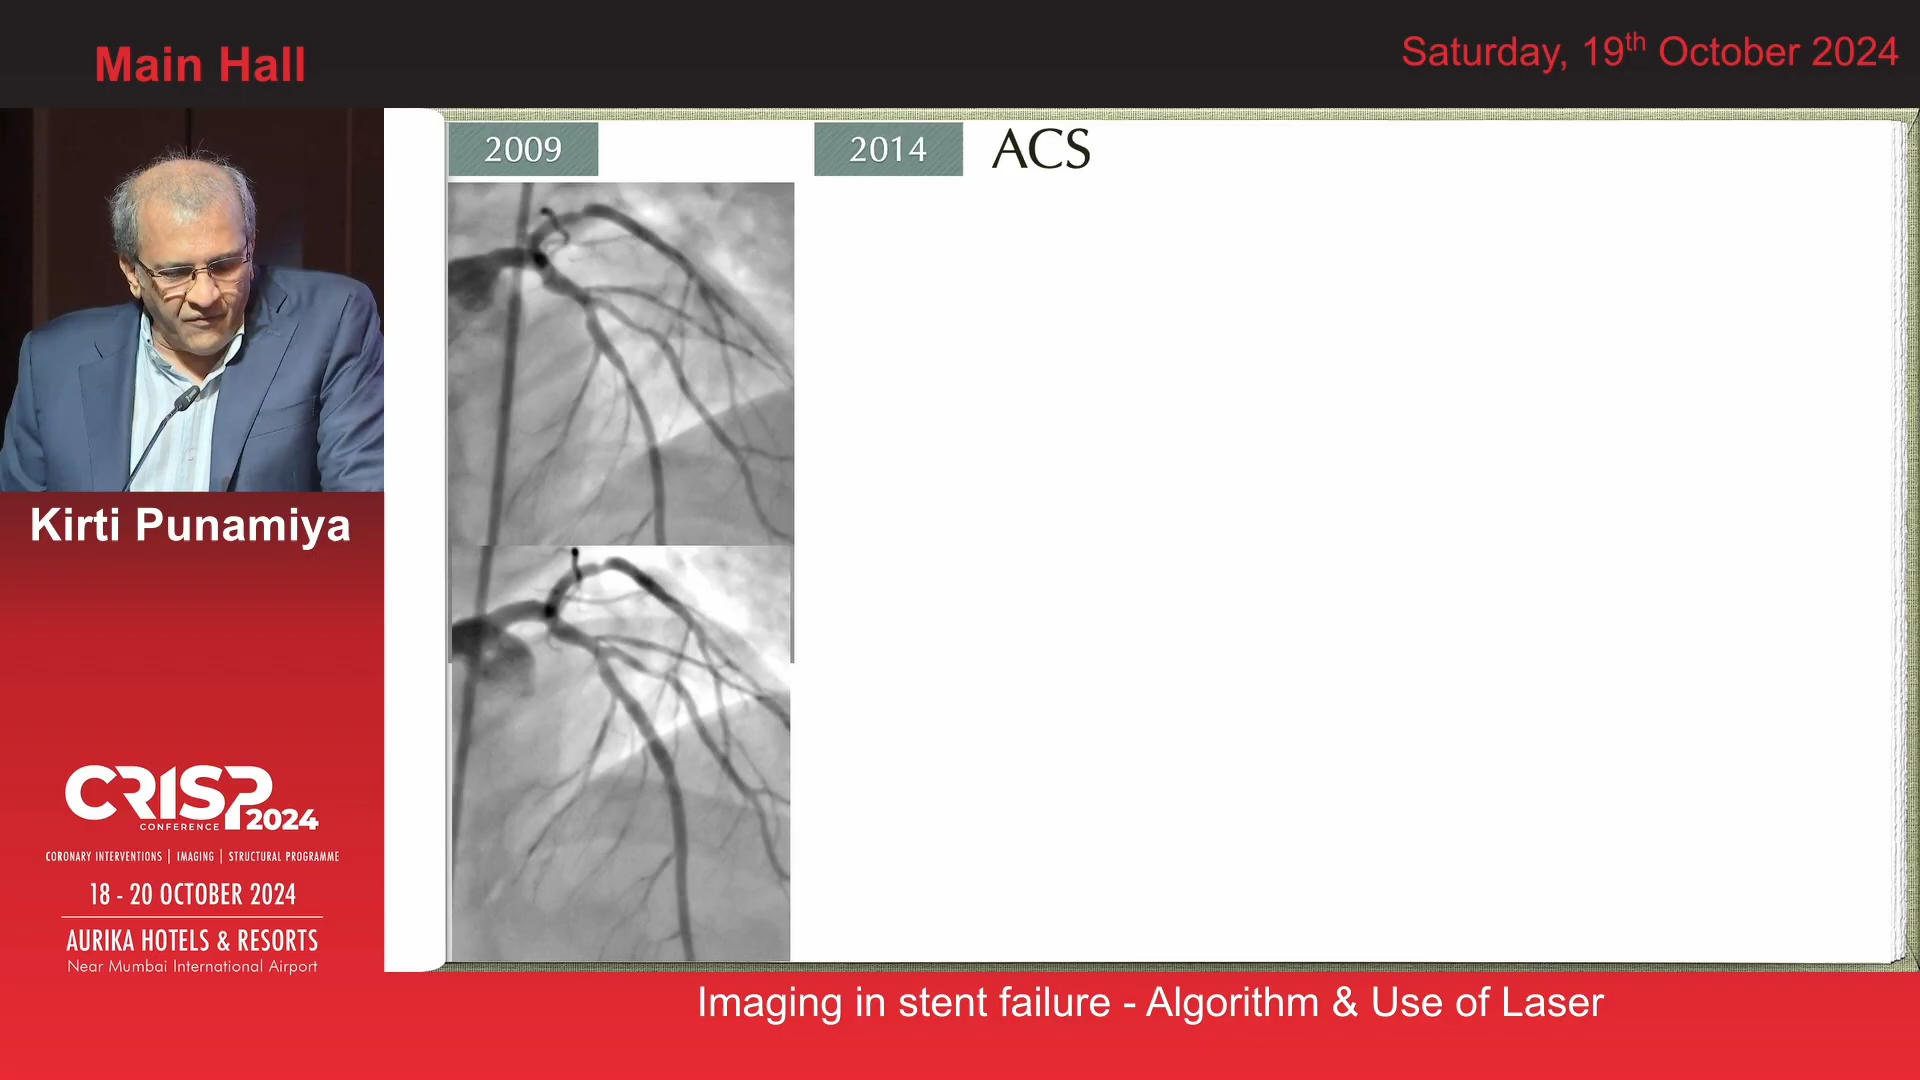 Main Hall
Saturday, 19th October 2024
2009
2014
ACS
Kirti Punamiya
CRISP
CONFERENCE 2024
CORONARY INTERVENTIONS | IMAGING | STRUCTURAL PROGRAMME
18 - 20 OCTOBER 2024
AURIKA HOTELS & RESORTS
Near Mumbai International Airport
Imaging in stent failure - Algorithm & Use of Laser